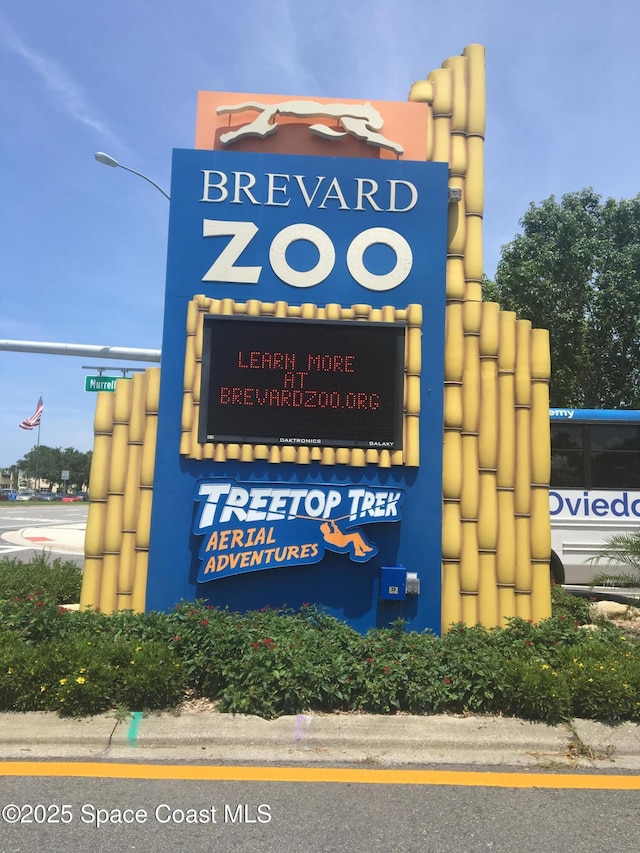 BREVARD
ZOO
LEARN MORE
AT
BREVARDZOO.ORG
DAKTRONICS
GALAXY
TREETOP TREK
AERIAL
ADVENTURES
Murrell
Oviedo
©2025 Space Coast MLS